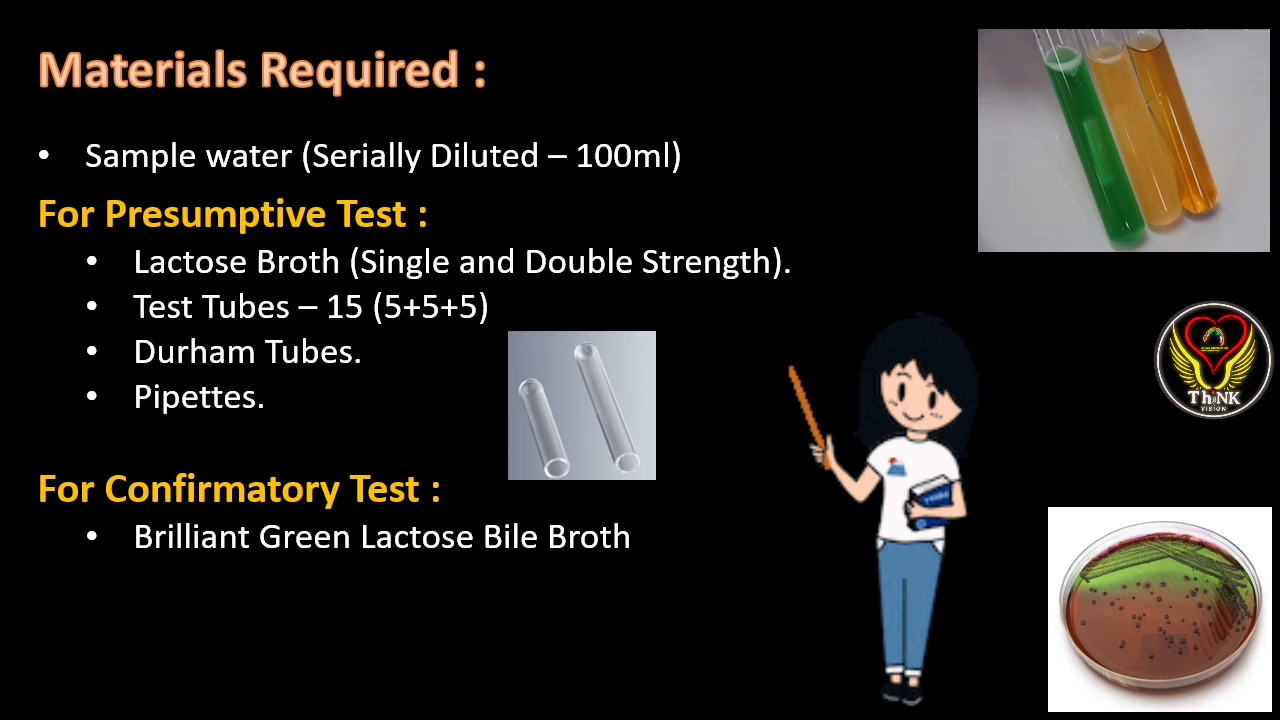 Materials Required :
• Sample water (Serially Diluted – 100ml)
For Presumptive Test :
• Lactose Broth (Single and Double Strength).
• Test Tubes – 15 (5+5+5)
• Durham Tubes.
• Pipettes.
For Confirmatory Test :
• Brilliant Green Lactose Bile Broth
ThiNK
VISION